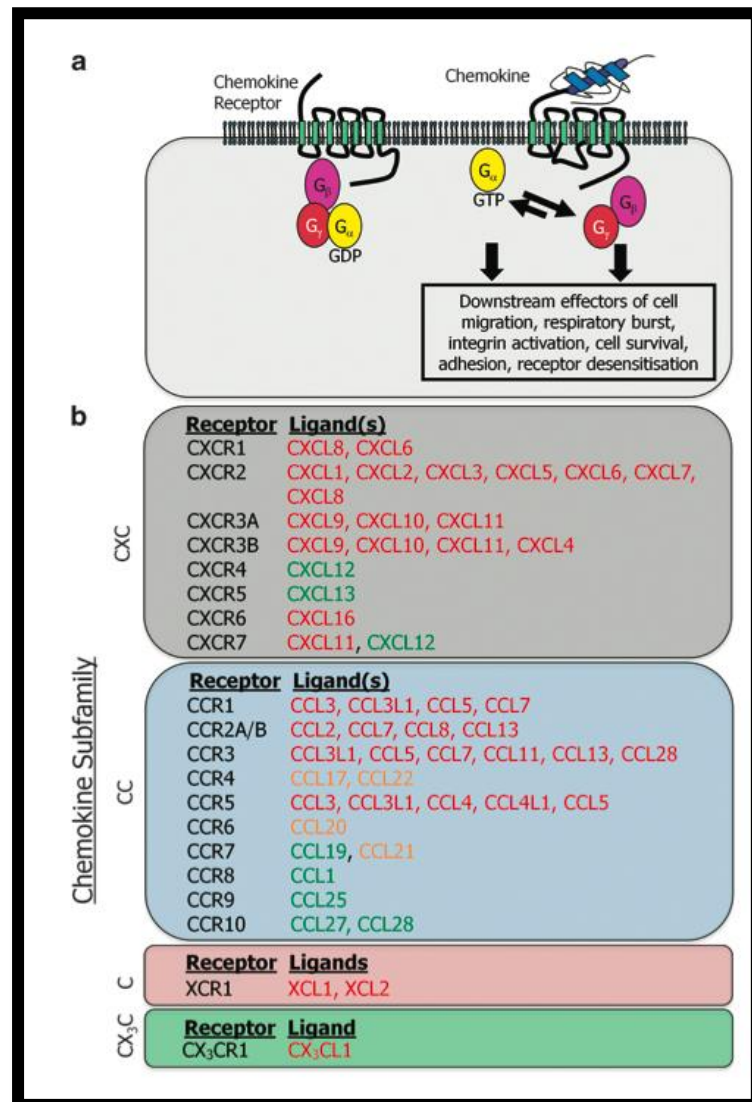 a
Chemokine
Receptor
Chemokine
Gβ
Gγ
Gα
GDP
Gα
GTP
Gβ
Gγ
Downstream effectors of cell
migration, respiratory burst,
integrin activation, cell survival,
adhesion, receptor desensitisation
b
Chemokine Subfamily
CXC
Receptor Ligand(s)
CXCR1 CXCL8, CXCL6
CXCR2 CXCL1, CXCL2, CXCL3, CXCL5, CXCL6, CXCL7,
CXCL8
CXCR3A CXCL9, CXCL10, CXCL11
CXCR3B CXCL9, CXCL10, CXCL11, CXCL4
CXCR4 CXCL12
CXCR5 CXCL13
CXCR6 CXCL16
CXCR7 CXCL11, CXCL12
CC
Receptor Ligand(s)
CCR1 CCL3, CCL3L1, CCL5, CCL7
CCR2A/B CCL2, CCL7, CCL8, CCL13
CCR3 CCL3L1, CCL5, CCL7, CCL11, CCL13, CCL28
CCR4 CCL17, CCL22
CCR5 CCL3, CCL3L1, CCL4, CCL4L1, CCL5
CCR6 CCL20
CCR7 CCL19, CCL21
CCR8 CCL1
CCR9 CCL25
CCR10 CCL27, CCL28
C
Receptor Ligands
XCR1 XCL1, XCL2
CX₃C
Receptor Ligand
CX₃CR1 CX₃CL1